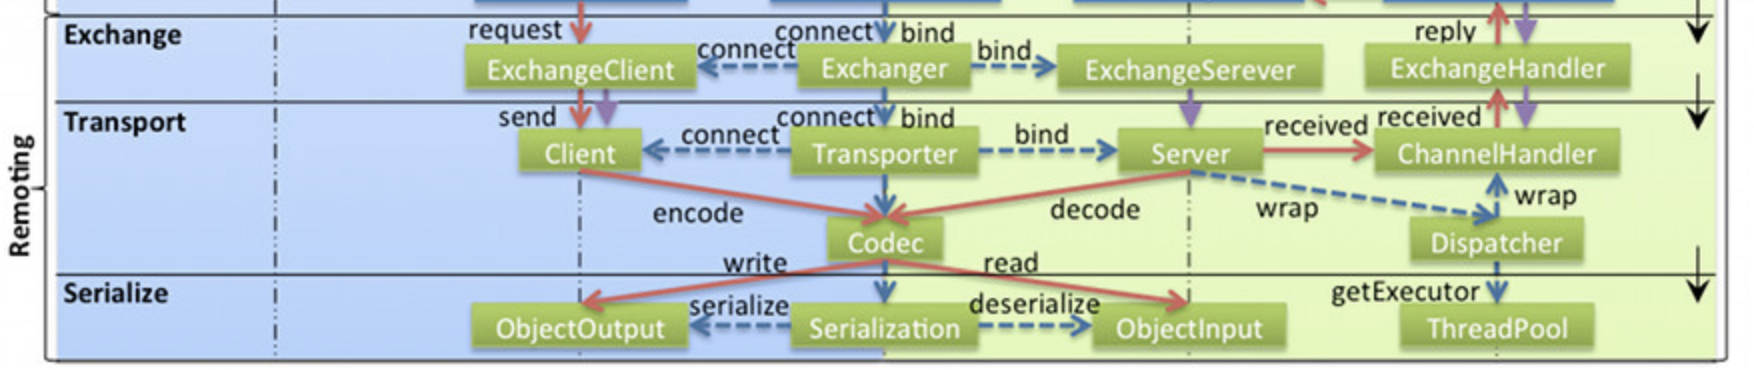 Remoting
Exchange
request
connect
bind
reply
ExchangeClient
connect
Exchanger
bind
ExchangeSerever
ExchangeHandler
Transport
send
connect
bind
received
received
Client
connect
Transporter
bind
Server
ChannelHandler
encode
decode
wrap
wrap
Codec
Dispatcher
write
read
Serialize
getExecutor
ObjectOutput
serialize
Serialization
deserialize
ObjectInput
ThreadPool